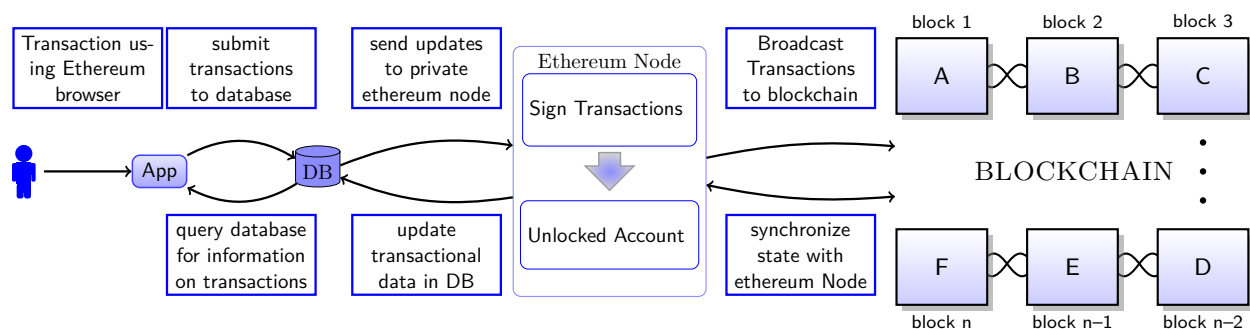 block 1
block 2
block 3
Transaction us-
ing Ethereum
browser
submit
transactions
to database
send updates
to private
ethereum node
Ethereum Node
Sign Transactions
Unlocked Account
Broadcast
Transactions
to blockchain
A
B
C
App
DB
BLOCKCHAIN
query database
for information
on transactions
update
transactional
data in DB
synchronize
state with
ethereum Node
F
E
D
block n
block n–1
block n–2